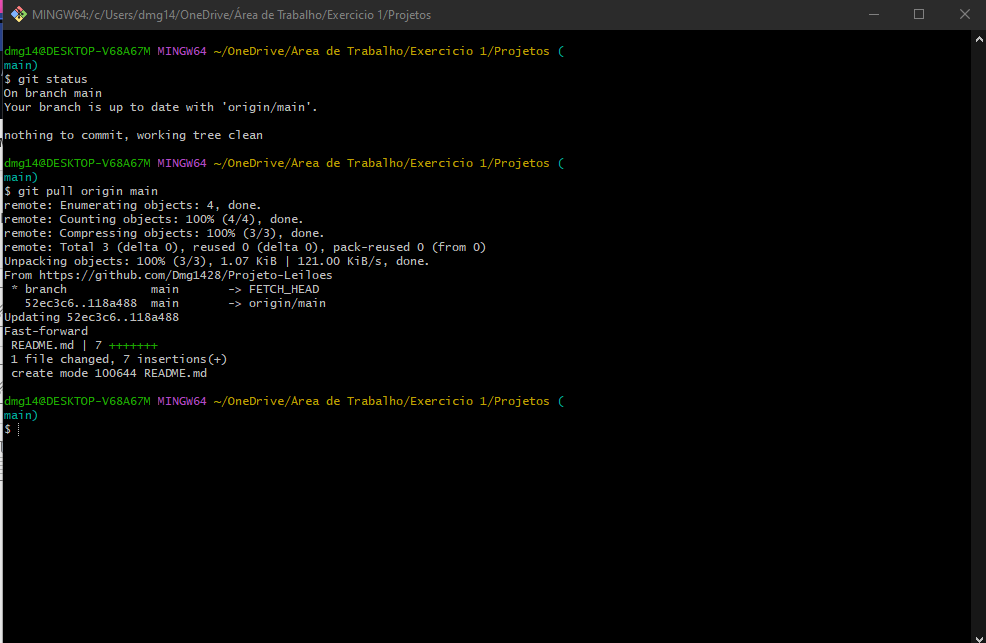 MINGW64:/c/Users/dmg14/OneDrive/Área de Trabalho/Exercicio 1/Projetos
dmg14@DESKTOP-V68A67M MINGW64 ~/OneDrive/Área de Trabalho/Exercicio 1/Projetos (
main)
$ git status
On branch main
Your branch is up to date with 'origin/main'.
nothing to commit, working tree clean
dmg14@DESKTOP-V68A67M MINGW64 ~/OneDrive/Área de Trabalho/Exercicio 1/Projetos (
main)
$ git pull origin main
remote: Enumerating objects: 4, done.
remote: Counting objects: 100% (4/4), done.
remote: Compressing objects: 100% (3/3), done.
remote: Total 3 (delta 0), reused 0 (delta 0), pack-reused 0 (from 0)
Unpacking objects: 100% (3/3), 1.07 KiB | 121.00 KiB/s, done.
From https://github.com/Dmg1428/Projeto-Leiloes
 * branch            main       -> FETCH_HEAD
   52ec3c6..118a488  main       -> origin/main
Updating 52ec3c6..118a488
Fast-forward
 README.md | 7 +++++++
 1 file changed, 7 insertions(+)
 create mode 100644 README.md
dmg14@DESKTOP-V68A67M MINGW64 ~/OneDrive/Área de Trabalho/Exercicio 1/Projetos (
main)
$